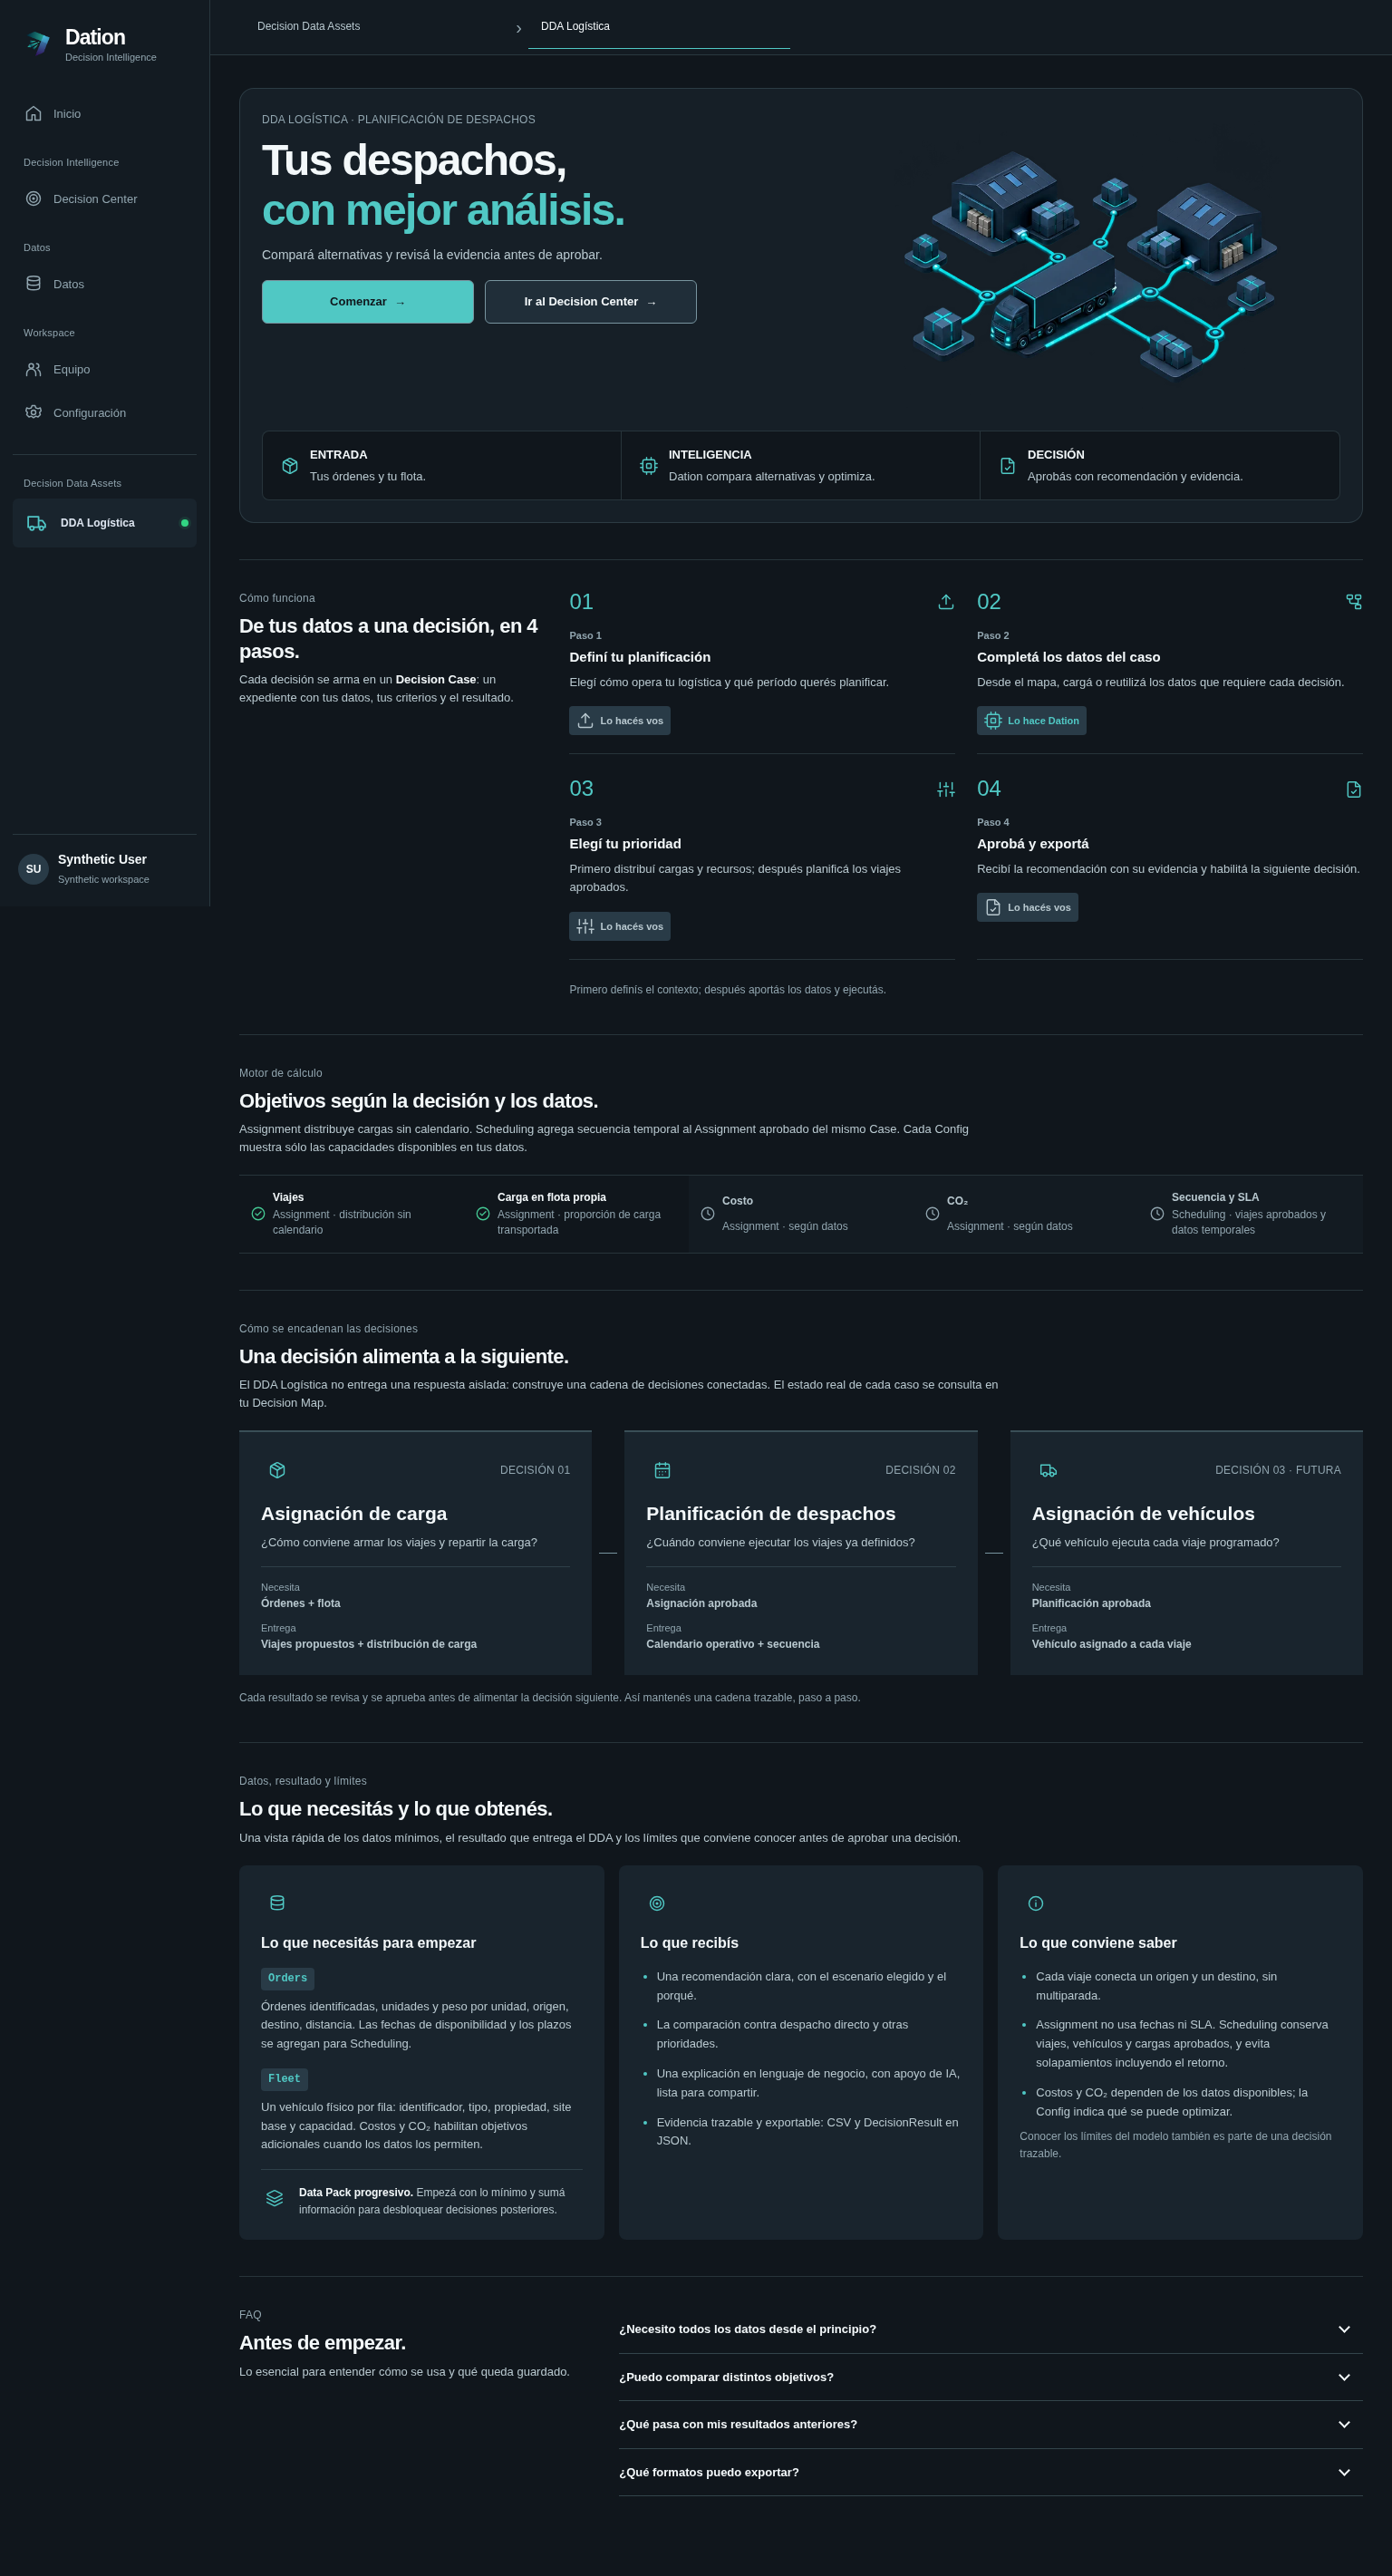 Dation
Decision Intelligence
Inicio
Decision Intelligence
Decision Center
Datos
Datos
Workspace
Equipo
Configuración
Decision Data Assets
DDA Logística
SU
Synthetic User
Synthetic workspace
Decision Data Assets
›
DDA Logística
DDA LOGÍSTICA · PLANIFICACIÓN DE DESPACHOS
Tus despachos,
con mejor análisis.
Compará alternativas y revisá la evidencia antes de aprobar.
Comenzar →
Ir al Decision Center →
ENTRADA
Tus órdenes y tu flota.
INTELIGENCIA
Dation compara alternativas y optimiza.
DECISIÓN
Aprobás con recomendación y evidencia.
Cómo funciona
De tus datos a una decisión, en 4
pasos.
Cada decisión se arma en un Decision Case: un
expediente con tus datos, tus criterios y el resultado.
01
Paso 1
Definí tu planificación
Elegí cómo opera tu logística y qué período querés planificar.
Lo hacés vos
02
Paso 2
Completá los datos del caso
Desde el mapa, cargá o reutilizá los datos que requiere cada decisión.
Lo hace Dation
03
Paso 3
Elegí tu prioridad
Primero distribuí cargas y recursos; después planificá los viajes
aprobados.
Lo hacés vos
04
Paso 4
Aprobá y exportá
Recibí la recomendación con su evidencia y habilitá la siguiente decisión.
Lo hacés vos
Primero definís el contexto; después aportás los datos y ejecutás.
Motor de cálculo
Objetivos según la decisión y los datos.
Assignment distribuye cargas sin calendario. Scheduling agrega secuencia temporal al Assignment aprobado del mismo Case. Cada Config
muestra sólo las capacidades disponibles en tus datos.
Viajes
Assignment · distribución sin
calendario
Carga en flota propia
Assignment · proporción de carga
transportada
Costo
Assignment · según datos
CO₂
Assignment · según datos
Secuencia y SLA
Scheduling · viajes aprobados y
datos temporales
Cómo se encadenan las decisiones
Una decisión alimenta a la siguiente.
El DDA Logística no entrega una respuesta aislada: construye una cadena de decisiones conectadas. El estado real de cada caso se consulta en
tu Decision Map.
DECISIÓN 01
Asignación de carga
¿Cómo conviene armar los viajes y repartir la carga?
Necesita
Órdenes + flota
Entrega
Viajes propuestos + distribución de carga
DECISIÓN 02
Planificación de despachos
¿Cuándo conviene ejecutar los viajes ya definidos?
Necesita
Asignación aprobada
Entrega
Calendario operativo + secuencia
DECISIÓN 03 · FUTURA
Asignación de vehículos
¿Qué vehículo ejecuta cada viaje programado?
Necesita
Planificación aprobada
Entrega
Vehículo asignado a cada viaje
Cada resultado se revisa y se aprueba antes de alimentar la decisión siguiente. Así mantenés una cadena trazable, paso a paso.
Datos, resultado y límites
Lo que necesitás y lo que obtenés.
Una vista rápida de los datos mínimos, el resultado que entrega el DDA y los límites que conviene conocer antes de aprobar una decisión.
Lo que necesitás para empezar
Orders
Órdenes identificadas, unidades y peso por unidad, origen,
destino, distancia. Las fechas de disponibilidad y los plazos
se agregan para Scheduling.
Fleet
Un vehículo físico por fila: identificador, tipo, propiedad, site
base y capacidad. Costos y CO₂ habilitan objetivos
adicionales cuando los datos los permiten.
Data Pack progresivo. Empezá con lo mínimo y sumá
información para desbloquear decisiones posteriores.
Lo que recibís
• Una recomendación clara, con el escenario elegido y el
porqué.
• La comparación contra despacho directo y otras
prioridades.
• Una explicación en lenguaje de negocio, con apoyo de IA,
lista para compartir.
• Evidencia trazable y exportable: CSV y DecisionResult en
JSON.
Lo que conviene saber
• Cada viaje conecta un origen y un destino, sin
multiparada.
• Assignment no usa fechas ni SLA. Scheduling conserva
viajes, vehículos y cargas aprobados, y evita
solapamientos incluyendo el retorno.
• Costos y CO₂ dependen de los datos disponibles; la
Config indica qué se puede optimizar.
Conocer los límites del modelo también es parte de una decisión
trazable.
FAQ
Antes de empezar.
Lo esencial para entender cómo se usa y qué queda guardado.
¿Necesito todos los datos desde el principio?
¿Puedo comparar distintos objetivos?
¿Qué pasa con mis resultados anteriores?
¿Qué formatos puedo exportar?